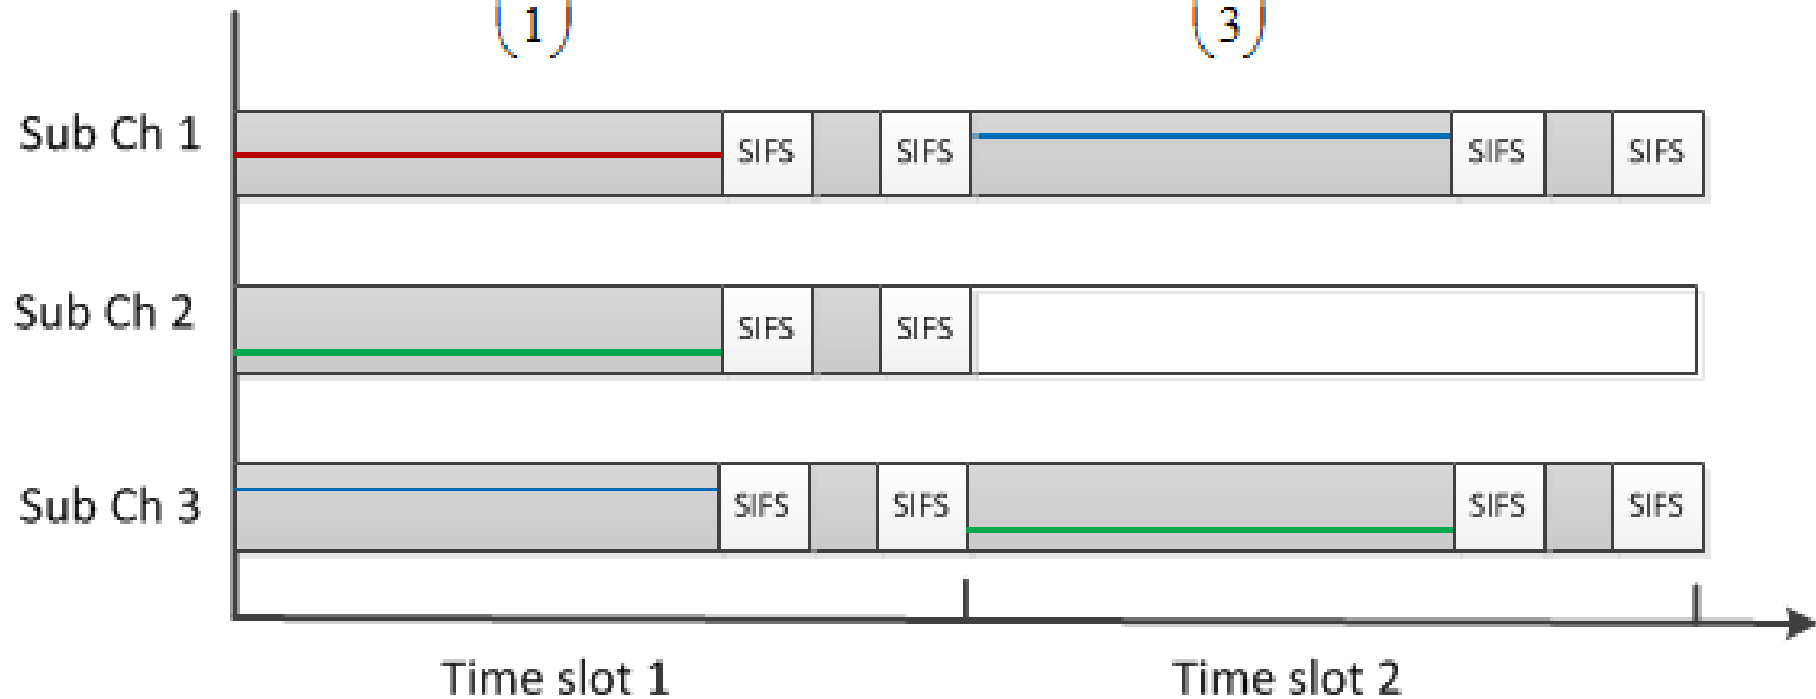 (1) (3)
Sub Ch 1 SIFS SIFS SIFS SIFS
Sub Ch 2 SIFS SIFS
Sub Ch 3 SIFS SIFS SIFS SIFS
Time slot 1 Time slot 2